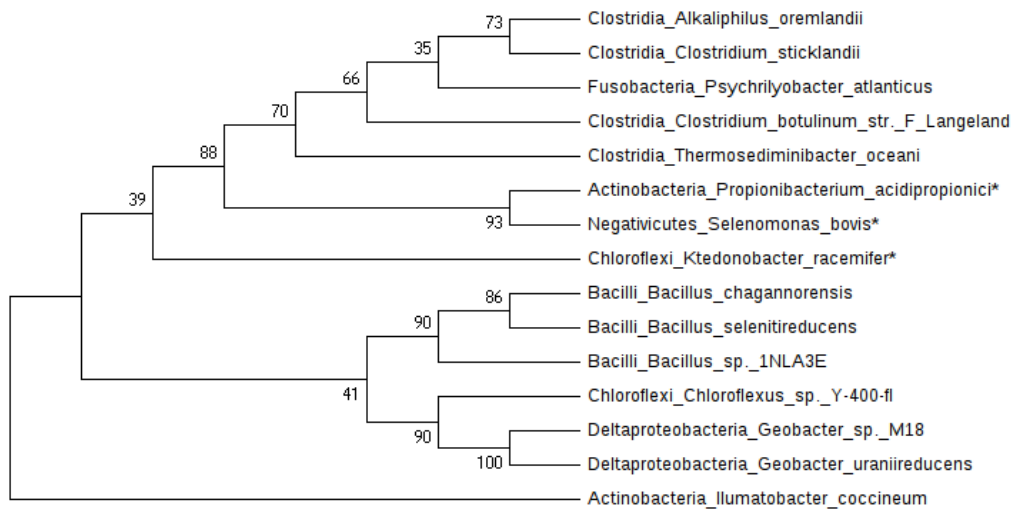 73
Clostridia_Alkaliphilus_oremlandii
35
Clostridia_Clostridium_sticklandii
66
Fusobacteria_Psychrilyobacter_atlanticus
70
Clostridia_Clostridium_botulinum_str._F_Langeland
88
Clostridia_Thermosediminibacter_oceani
39
Actinobacteria_Propionibacterium_acidipropionici*
93
Negativicutes_Selenomonas_bovis*
Chloroflexi_Ktedonobacter_racemifer*
86
Bacilli_Bacillus_chagannorensis
90
Bacilli_Bacillus_selenitireducens
Bacilli_Bacillus_sp._1NLA3E
41
Chloroflexi_Chloroflexus_sp._Y-400-fl
90
Deltaproteobacteria_Geobacter_sp._M18
100
Deltaproteobacteria_Geobacter_uraniireducens
Actinobacteria_Ilumatobacter_coccineum